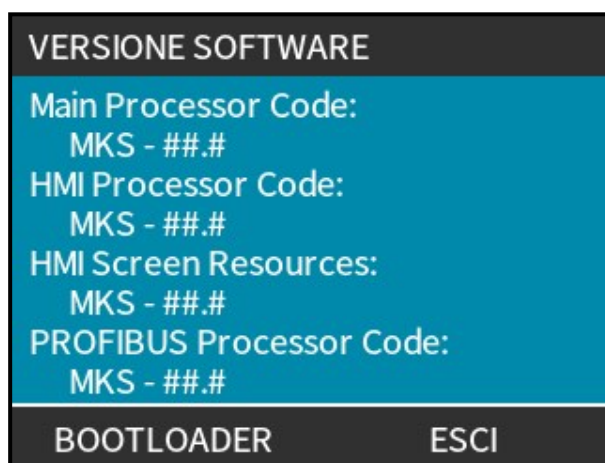 VERSIONE SOFTWARE
Main Processor Code:
MKS - ##.#
HMI Processor Code:
MKS - ##.#
HMI Screen Resources:
MKS - ##.#
PROFIBUS Processor Code:
MKS - ##.#
BOOTLOADER ESCI